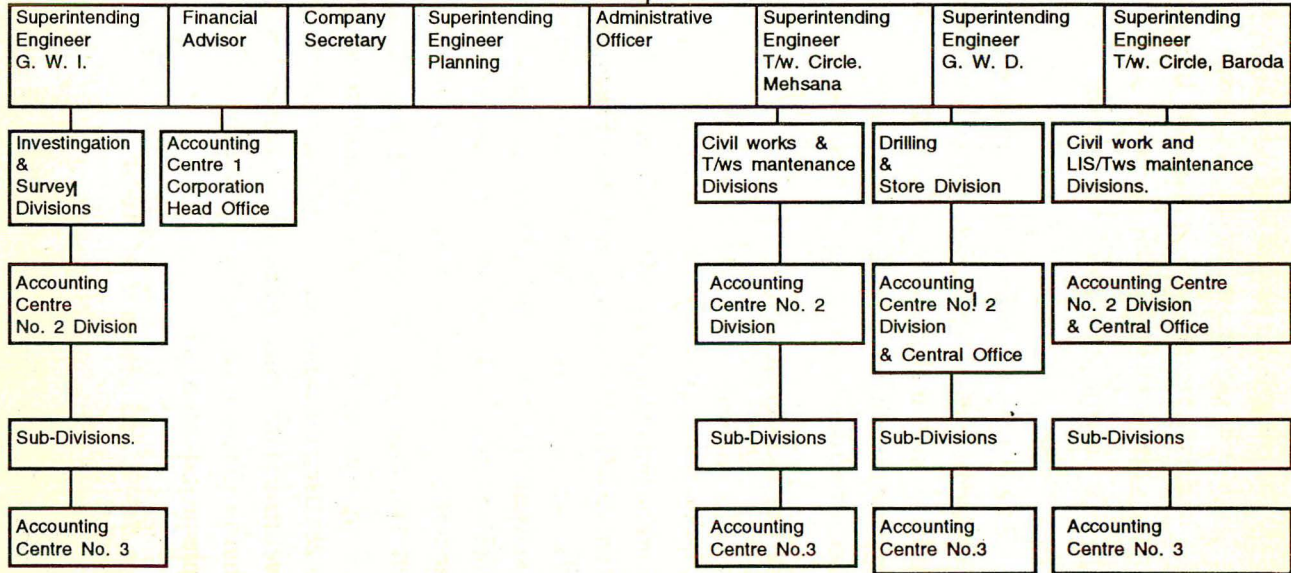 Superintending
Engineer
G. W. I.
Financial
Advisor
Company
Secretary
Superintending
Engineer
Planning
Administrative
Officer
Superintending
Engineer
T/w. Circle.
Mehsana
Superintending
Engineer
G. W. D.
Superintending
Engineer
T/w. Circle, Baroda
Investingation
&
Survey
Divisions
Accounting
Centre 1
Corporation
Head Office
Civil works &
T/ws mantenance
Divisions
Drilling
&
Store Division
Civil work and
LIS/Tws maintenance
Divisions.
Accounting
Centre
No. 2 Division
Accounting
Centre No. 2
Division
Accounting
Centre No. 2
Division
& Central Office
Accounting Centre
No. 2 Division
& Central Office
Sub-Divisions.
Sub-Divisions
Sub-Divisions
Sub-Divisions
Accounting
Centre No. 3
Accounting
Centre No.3
Accounting
Centre No.3
Accounting
Centre No. 3